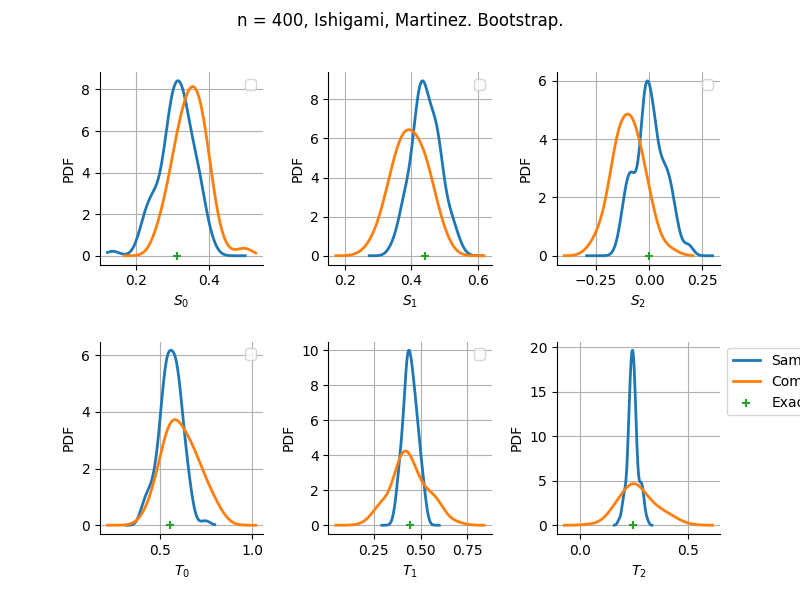 n = 400, Ishigami, Martinez. Bootstrap.
PDF
8
6
4
2
0
0.2 0.4
S0
PDF
8
6
4
2
0
0.2 0.4 0.6
S1
PDF
6
4
2
0
−0.25 0.00 0.25
S2
PDF
6
4
2
0
0.5 1.0
T0
PDF
10
8
6
4
2
0
0.25 0.50 0.75
T1
PDF
20
15
10
5
0
0.0 0.5
T2
Sam
Com
Exac